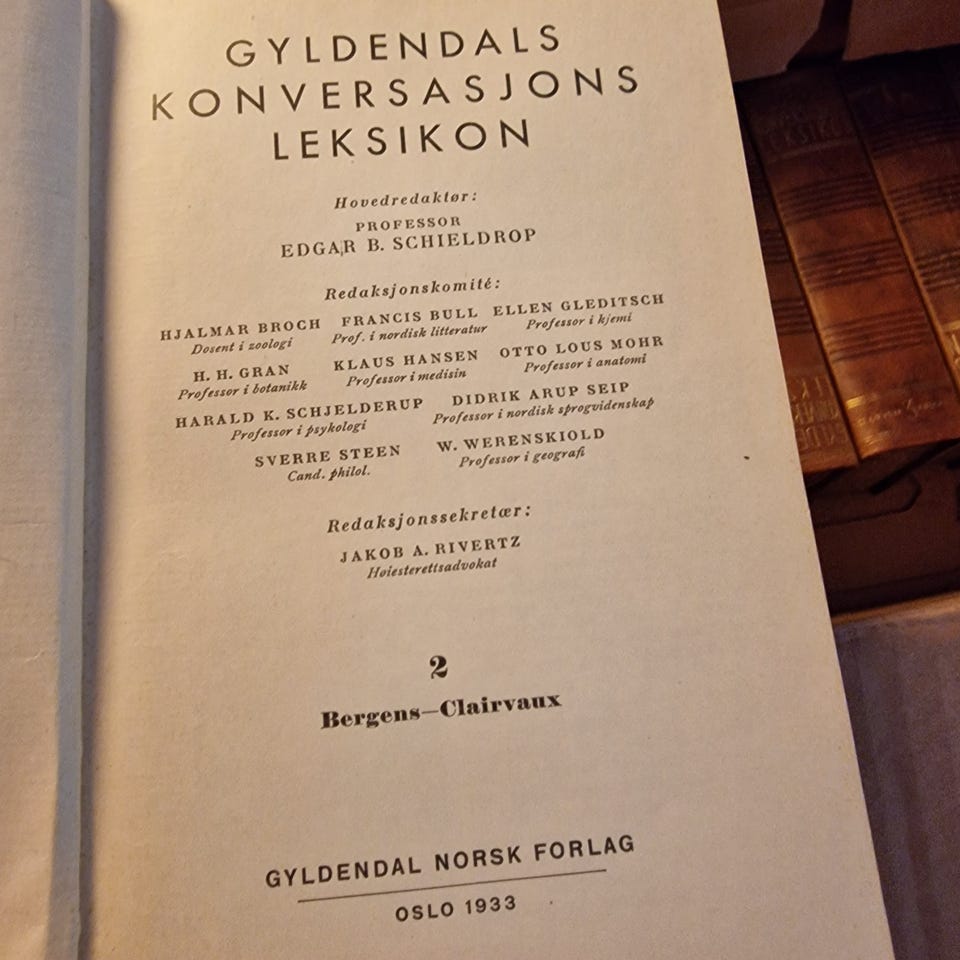 GYLDENDALS
KONVERSASJONS
LEKSIKON
Hovedredaktør:
PROFESSOR
EDGAR B. SCHIELDROP
Redaksjonskomité:
HJALMAR BROCH FRANCIS BULL ELLEN GLEDITSCH
Dosent i zoologi Prof. i nordisk litteratur Professor i kjemi
H. H. GRAN KLAUS HANSEN OTTO LOUS MOHR
Professor i botanikk Professor i medisin Professor i anatomi
HARALD K. SCHJELDERUP DIDRIK ARUP SEIP
Professor i psykologi Professor i nordisk sprogvidenskap
SVERRE STEEN W. WERENSKIOLD
Cand. philol. Professor i geografi
Redaksjonssekretær:
JAKOB A. RIVERTZ
Høiesterettsadvokat
2
Bergens—Clairvaux
GYLDENDAL NORSK FORLAG
OSLO 1933